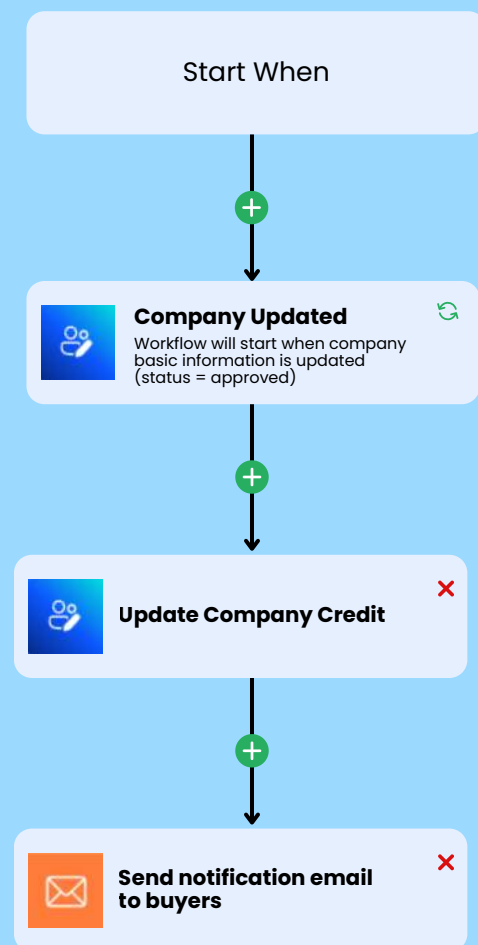 Start When
Company Updated
Workflow will start when company
basic information is updated
(status = approved)
Update Company Credit
Send notification email
to buyers